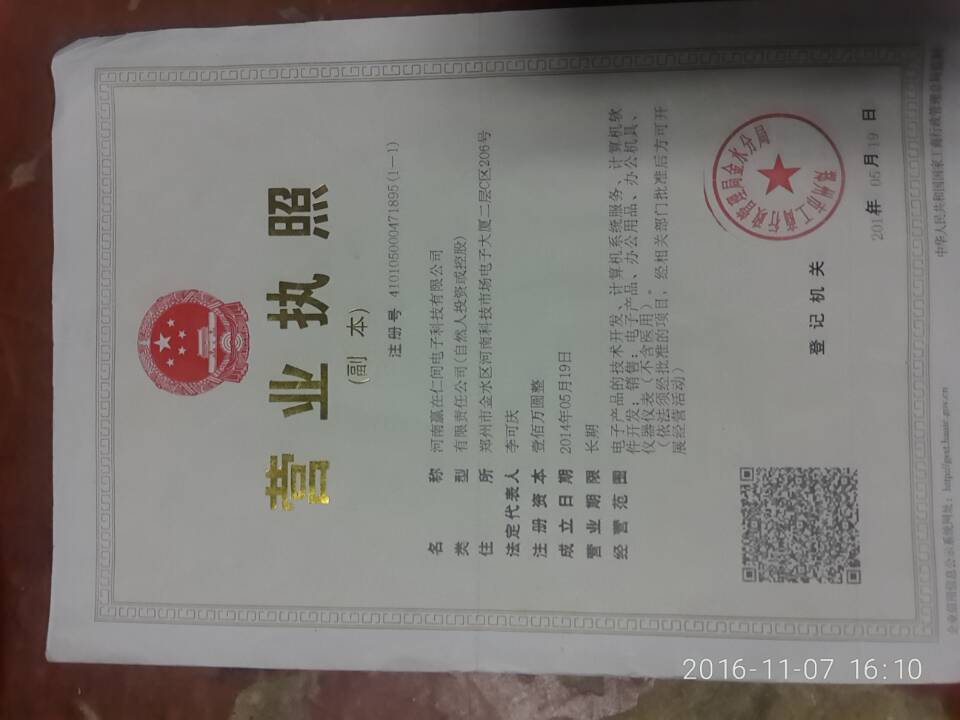 营业执照
(副 本)
注册号 410105000471895(1-1)
名 称 河南赢在仁间电子科技有限公司
类 型 有限责任公司(自然人投资或控股)
住 所 郑州市金水区河南科技市场电子大厦二层C区206号
法定代表人 李可庆
注册资本 壹佰万圆整
成立日期 2014年05月19日
营业期限 长期
经营范围 电子产品的技术开发、计算机系统服务、计算机软
件开发;销售:电子产品、办公用品、办公机具、
仪器仪表(不含医用)。
(依法须经批准的项目,经相关部门批准后方可开
展经营活动)
郑州市工商行政管理局金水分局
登记机关
2014年 05月19日
企业信用信息公示系统网址:
中华人民共和国国家工商行政管理总局监制
2016-11-07 16:10